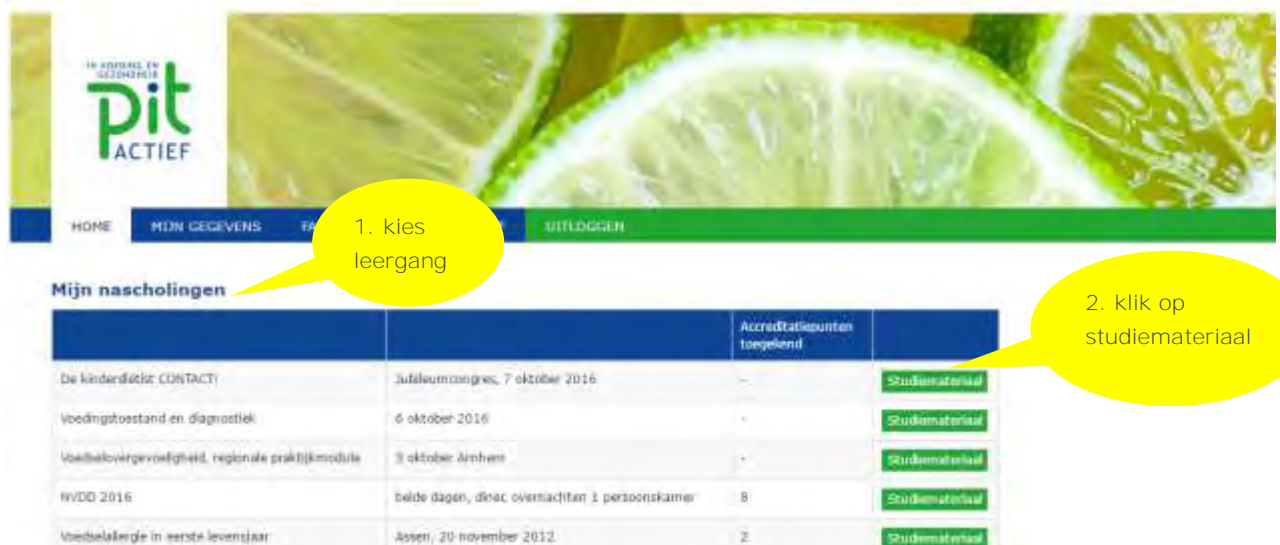 IN VOEDING EN
GEZONDHEID
pit
ACTIEF
HOME MIJN GEGEVENS UITLOGGEN
1. kies
leergang
Mijn nascholingen
2. klik op
studiemateriaal
Accreditatiepunten
toegekend
De kinderdiëtist CONTACT! Jubileumcongres, 7 oktober 2016 - Studiemateriaal
Voedingstoestand en diagnostiek 6 oktober 2016 - Studiemateriaal
Voedselovergevoeligheid, regionale praktijkmodule 3 oktober Arnhem - Studiemateriaal
NVDD 2016 beide dagen, diner, overnachten 1 persoonskamer 8 Studiemateriaal
Voedselallergie in eerste levensjaar Assen, 20 november 2012 2 Studiemateriaal